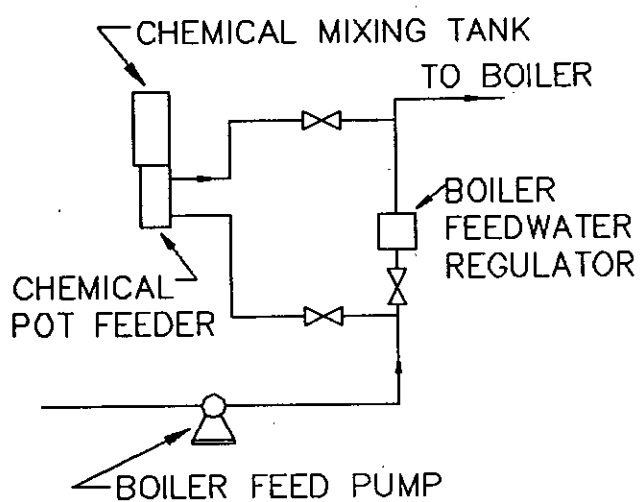 CHEMICAL MIXING TANK
TO BOILER
BOILER
FEEDWATER
REGULATOR
CHEMICAL
POT FEEDER
BOILER FEED PUMP